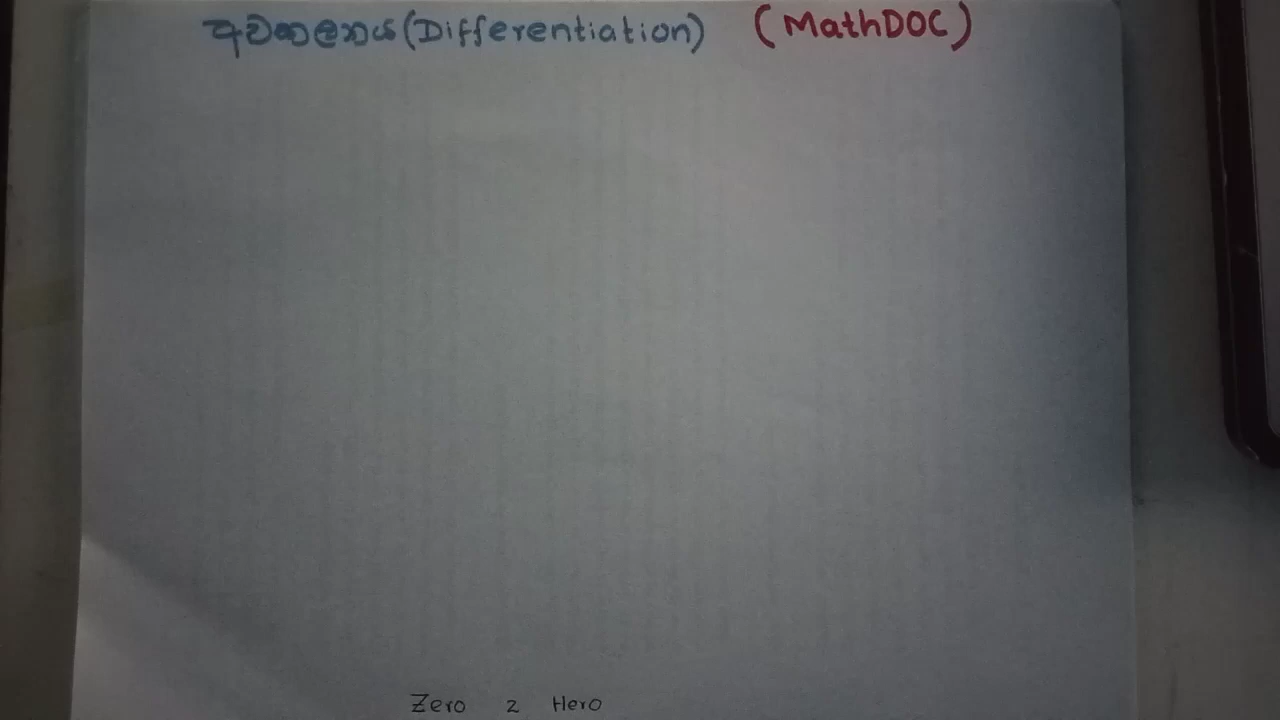 අවකලනය (Differentiation) (MathDOC)
Zero 2 Hero